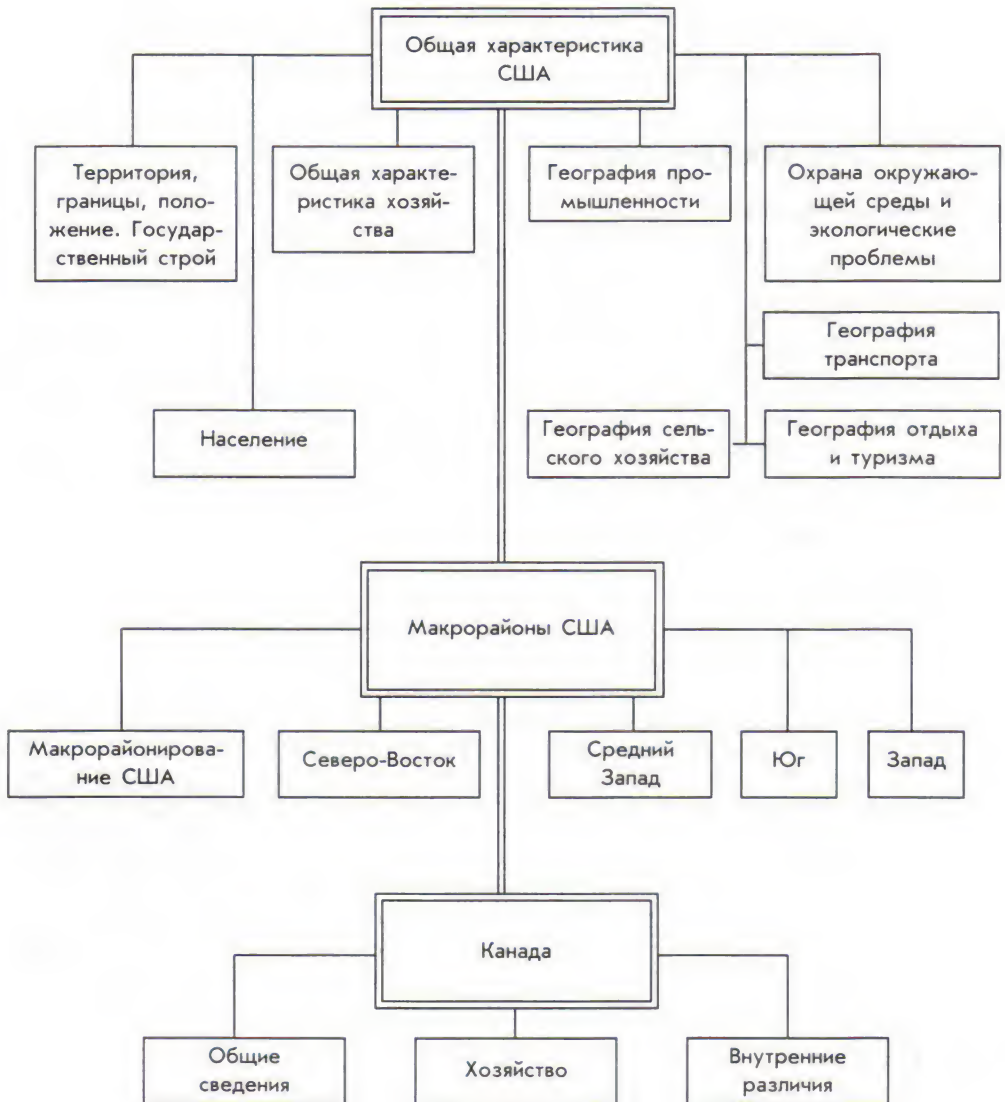 Общая характеристика
США
Территория,
границы, поло-
жение. Государ-
ственный строй
Общая характе-
ристика хозяй-
ства
География про-
мышленности
Охрана окружаю-
щей среды и
экологические
проблемы
География
транспорта
Население
География сель-
ского хозяйства
География отдыха
и туризма
Макрорайоны США
Макрорайонирова-
ние США
Северо-Восток
Средний
Запад
Юг
Запад
Канада
Общие
сведения
Хозяйство
Внутренние
различия